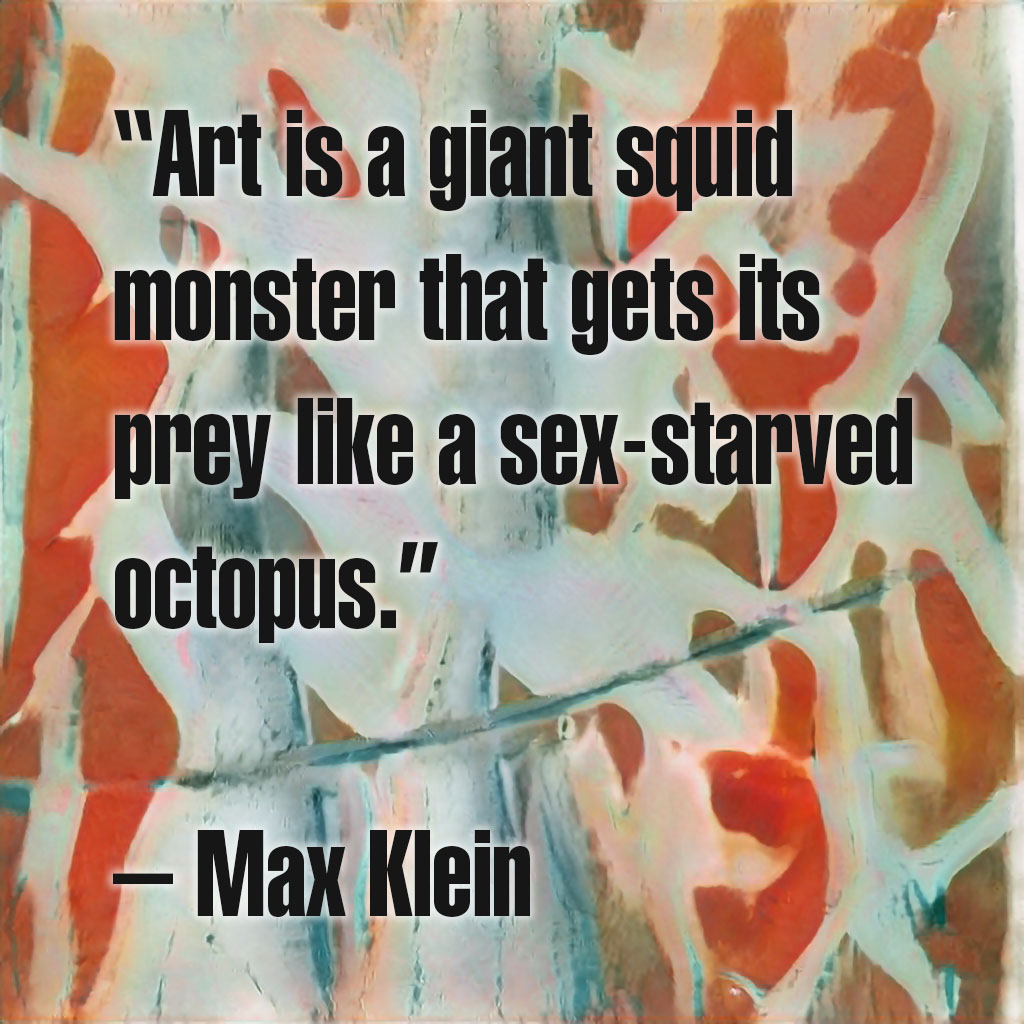 “Art is a giant squid
monster that gets its
prey like a sex-starved
octopus.”
— Max Klein